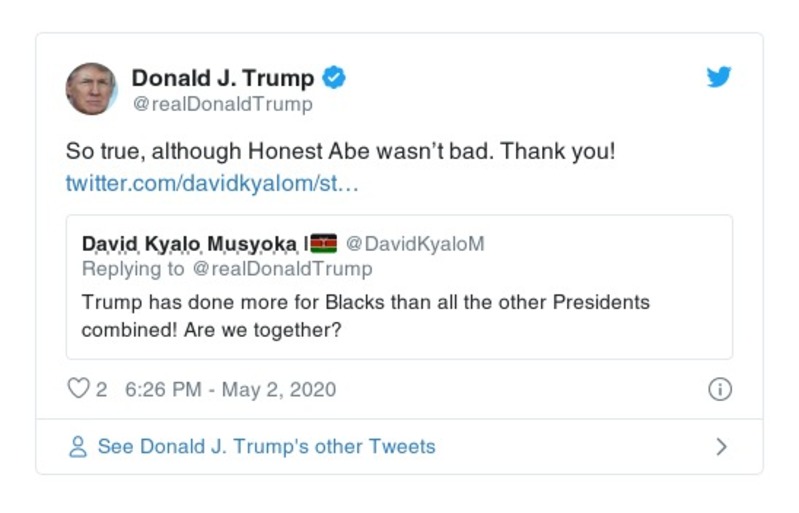 Donald J. Trump
@realDonaldTrump
So true, although Honest Abe wasn’t bad. Thank you!
twitter.com/davidkyalom/st…
David Kyalo Musyoka |🇰🇪 @DavidKyaloM
Replying to @realDonaldTrump
Trump has done more for Blacks than all the other Presidents
combined! Are we together?
2 6:26 PM - May 2, 2020
See Donald J. Trump's other Tweets